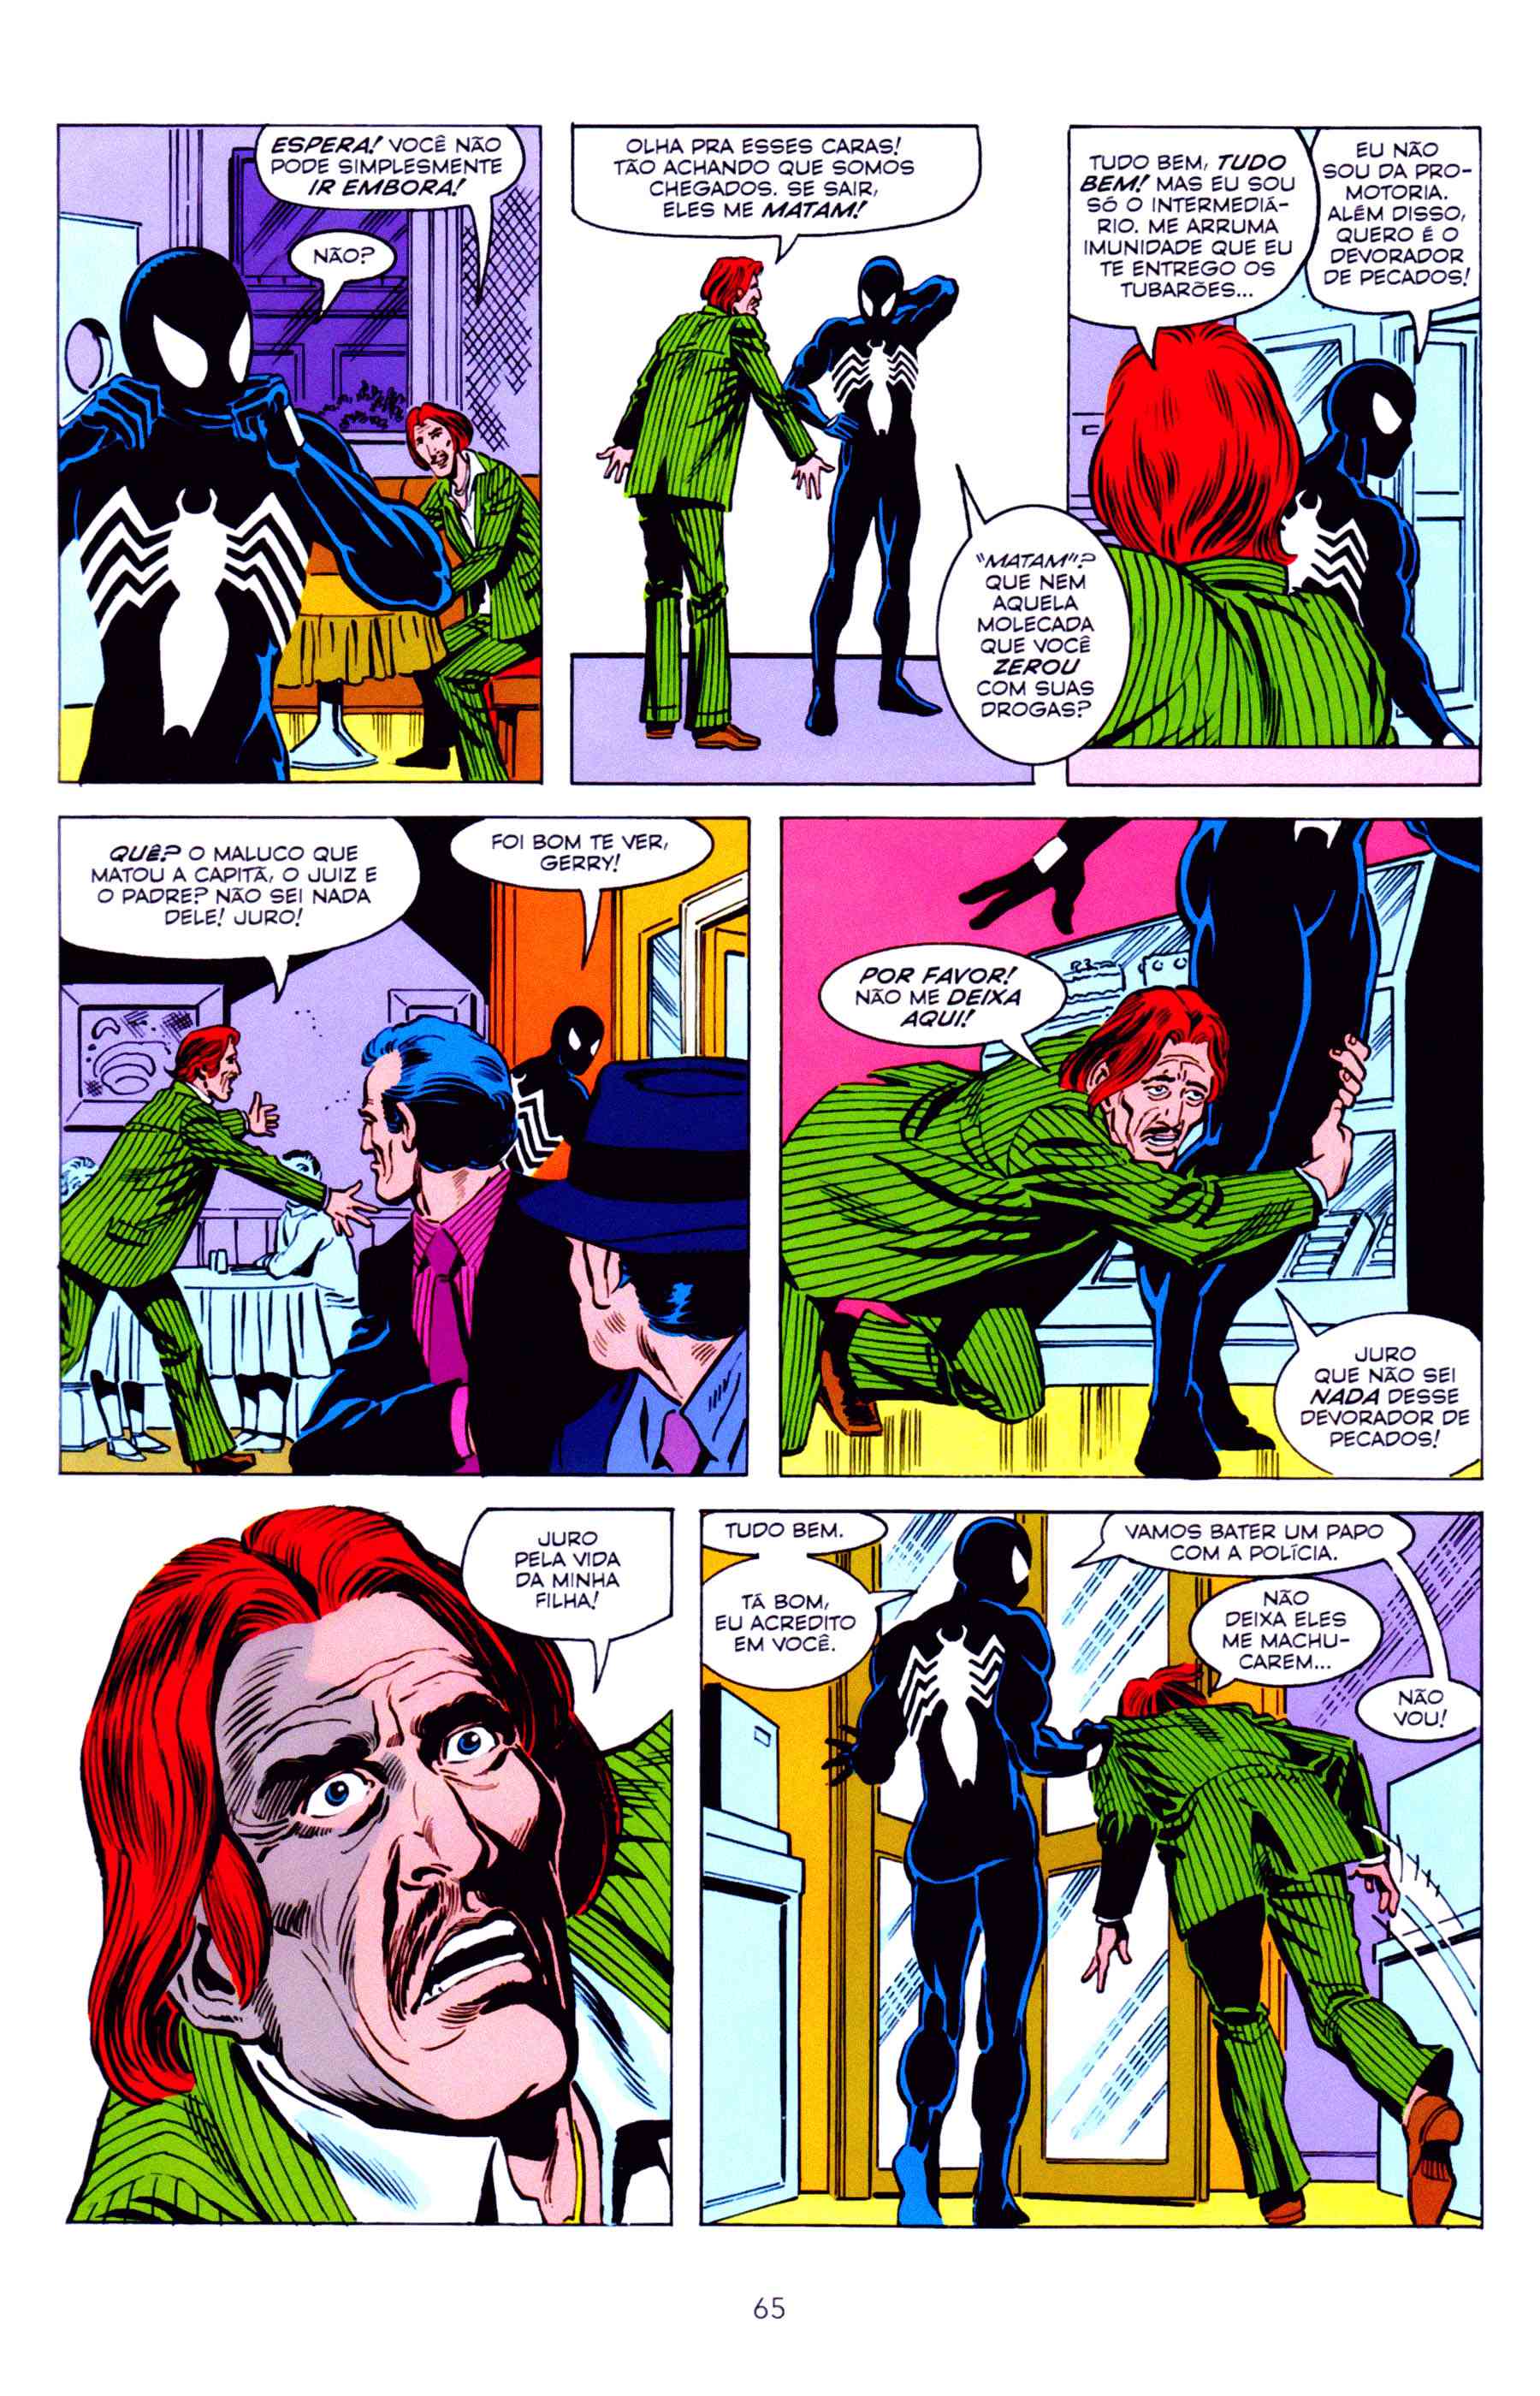 ESPERA! VOCÊ NÃO
PODE SIMPLESMENTE
IR EMBORA!
NÃO?
OLHA PRA ESSES CARAS!
TÃO ACHANDO QUE SOMOS
CHEGADOS. SE SAIR,
ELES ME MATAM!
"MATAM"?
QUE NEM
AQUELA
MOLECADA
QUE VOCÊ
ZEROU
COM SUAS
DROGAS?
TUDO BEM, TUDO
BEM! MAS EU SOU
SÓ O INTERMEDIÁ-
RIO. ME ARRUMA
IMUNIDADE QUE EU
TE ENTREGO OS
TUBARÕES...
EU NÃO
SOU DA PRO-
MOTORIA.
ALÉM DISSO,
QUERO É O
DEVORADOR
DE PECADOS!
QUÊ? O MALUCO QUE
MATOU A CAPITÃ, O JUIZ E
O PADRE? NÃO SEI NADA
DELE! JURO!
FOI BOM TE VER,
GERRY!
POR FAVOR!
NÃO ME DEIXA
AQUI!
JURO
QUE NÃO SEI
NADA DESSE
DEVORADOR DE
PECADOS!
JURO
PELA VIDA
DA MINHA
FILHA!
TUDO BEM.
TÁ BOM,
EU ACREDITO
EM VOCÊ.
VAMOS BATER UM PAPO
COM A POLÍCIA.
NÃO
DEIXA ELES
ME MACHU-
CAREM...
NÃO
VOU!
65